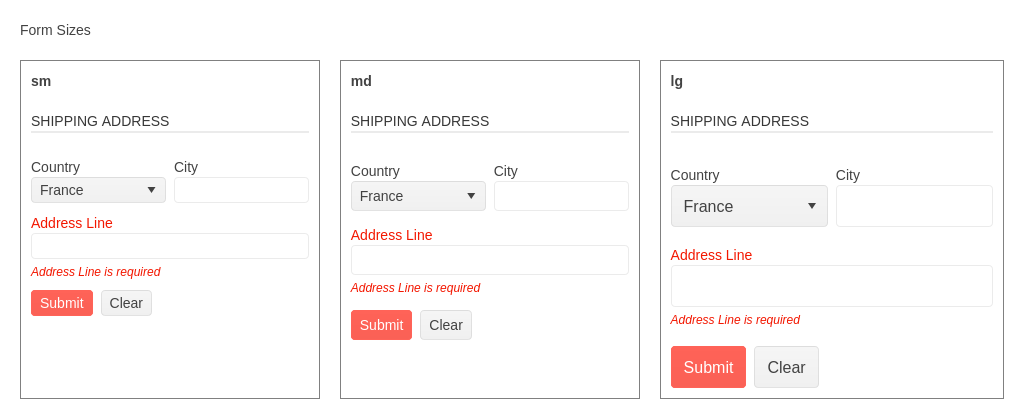 Form Sizes
sm
SHIPPING ADDRESS
Country City
France
Address Line
Address Line is required
Submit Clear
md
SHIPPING ADDRESS
Country City
France
Address Line
Address Line is required
Submit Clear
lg
SHIPPING ADDRESS
Country City
France
Address Line
Address Line is required
Submit Clear